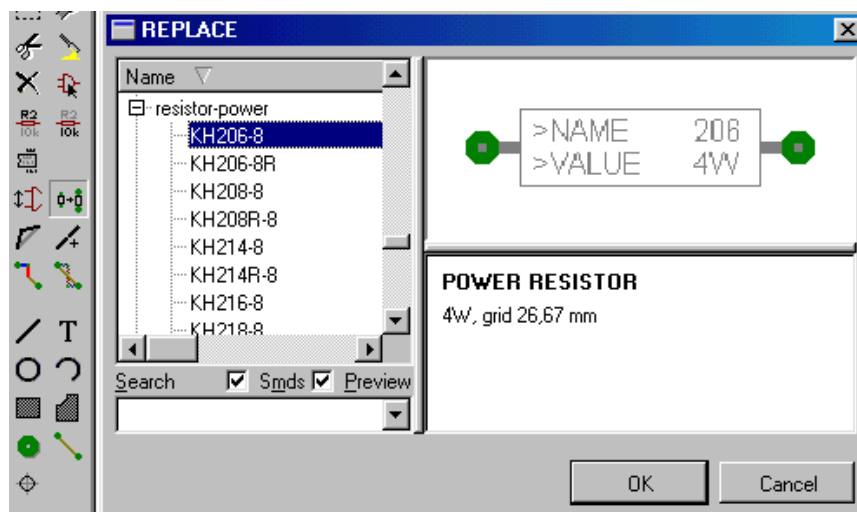 REPLACE
Name
resistor-power
KH206-8
KH206-8R
KH208-8
KH208R-8
KH214-8
KH214R-8
KH216-8
KH218-8
Search Smds Preview
>NAME 206
>VALUE 4W
POWER RESISTOR
4W, grid 26,67 mm
OK Cancel
R2 R2
10k 10k
T